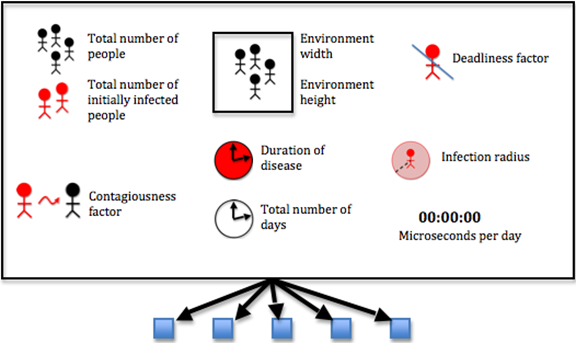 Total number of
people
Total number of
initially infected
people
Contagiousness
factor
Environment
width
Environment
height
Duration of
disease
Total number of
days
Deadliness factor
Infection radius
00:00:00
Microseconds per day